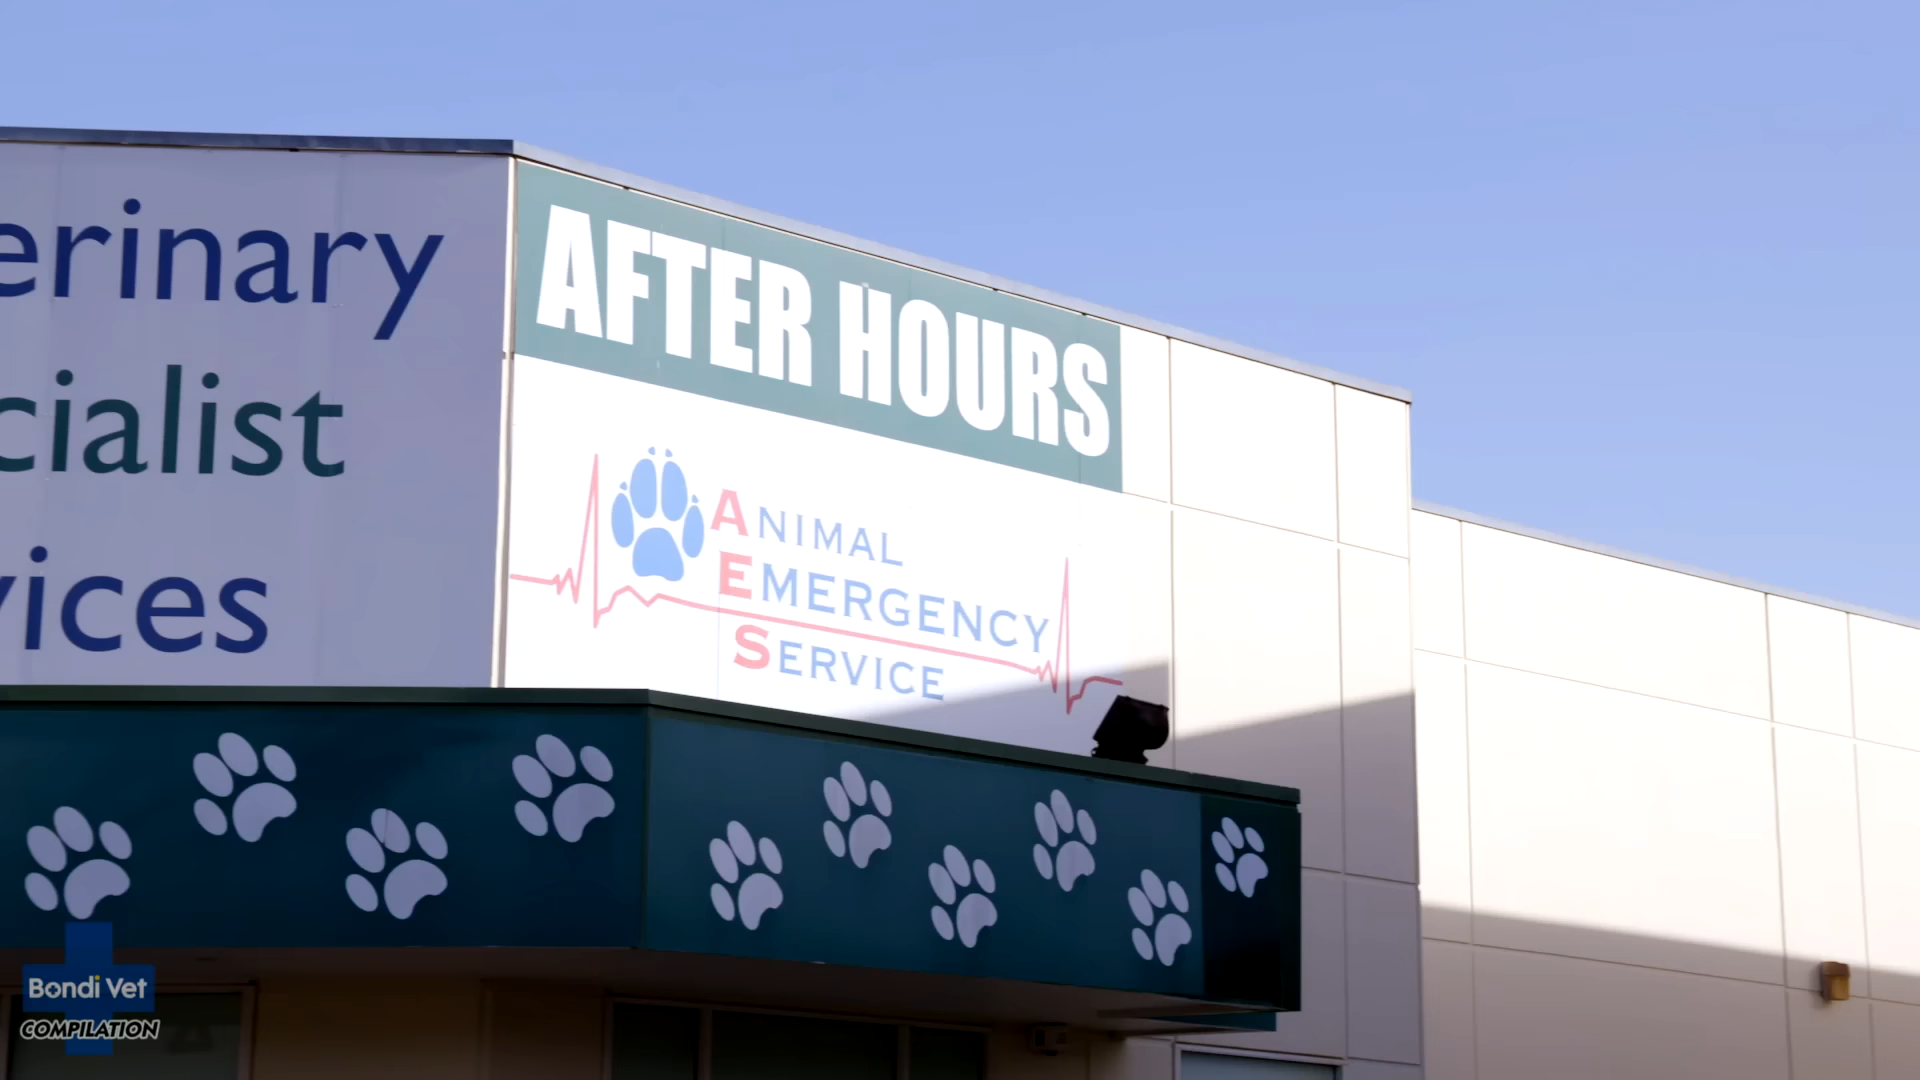 erinary
cialist
vices
AFTER HOURS
ANIMAL
EMERGENCY
SERVICE
Bondi Vet
COMPILATION